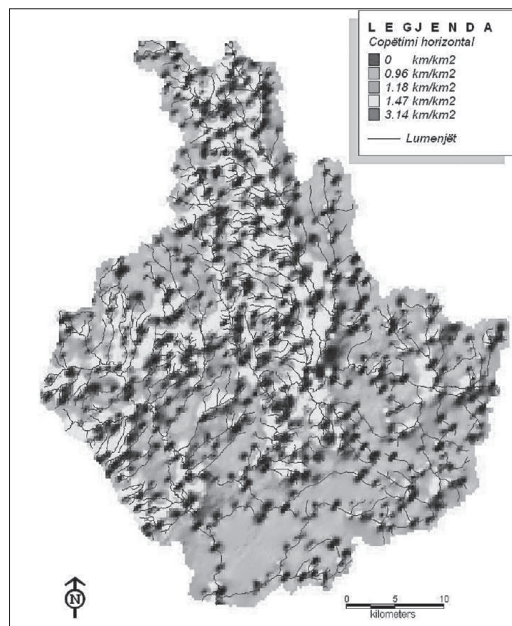 L E G J E N D A
Copëtimi horizontal
0 km/km2
0.96 km/km2
1.18 km/km2
1.47 km/km2
3.14 km/km2
Lumenjët
N
0 5 10
kilometers